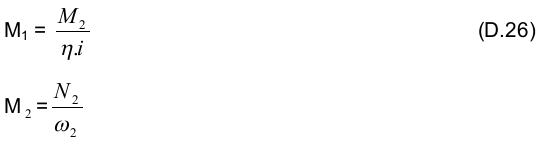 M₁ = M₂ / η.i (D.26)
M₂ = N₂ / ω₂